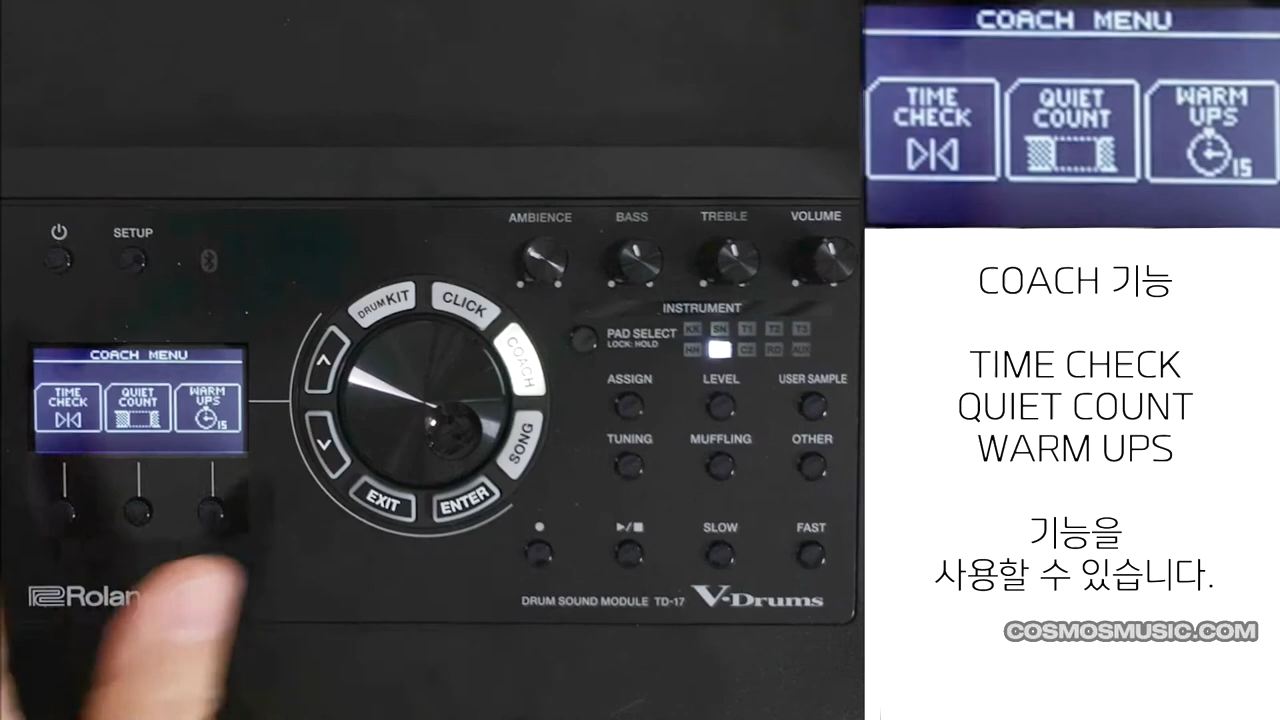 COACH MENU
TIME CHECK
QUIET COUNT
WARM UPS
15
AMBIENCE
BASS
TREBLE
VOLUME
SETUP
INSTRUMENT
PAD SELECT
LOCK: HOLD
KK SN T1 T2 T3
HH C2 RD AUX
DRUM KIT
CLICK
COACH
SONG
ENTER
EXIT
COACH MENU
TIME CHECK
QUIET COUNT
WARM UPS
15
ASSIGN
LEVEL
USER SAMPLE
TUNING
MUFFLING
OTHER
SLOW
FAST
Rolan
DRUM SOUND MODULE TD-17
V-Drums
COACH 기능
TIME CHECK
QUIET COUNT
WARM UPS
기능을
사용할 수 있습니다.
COSMOSMUSIC.COM